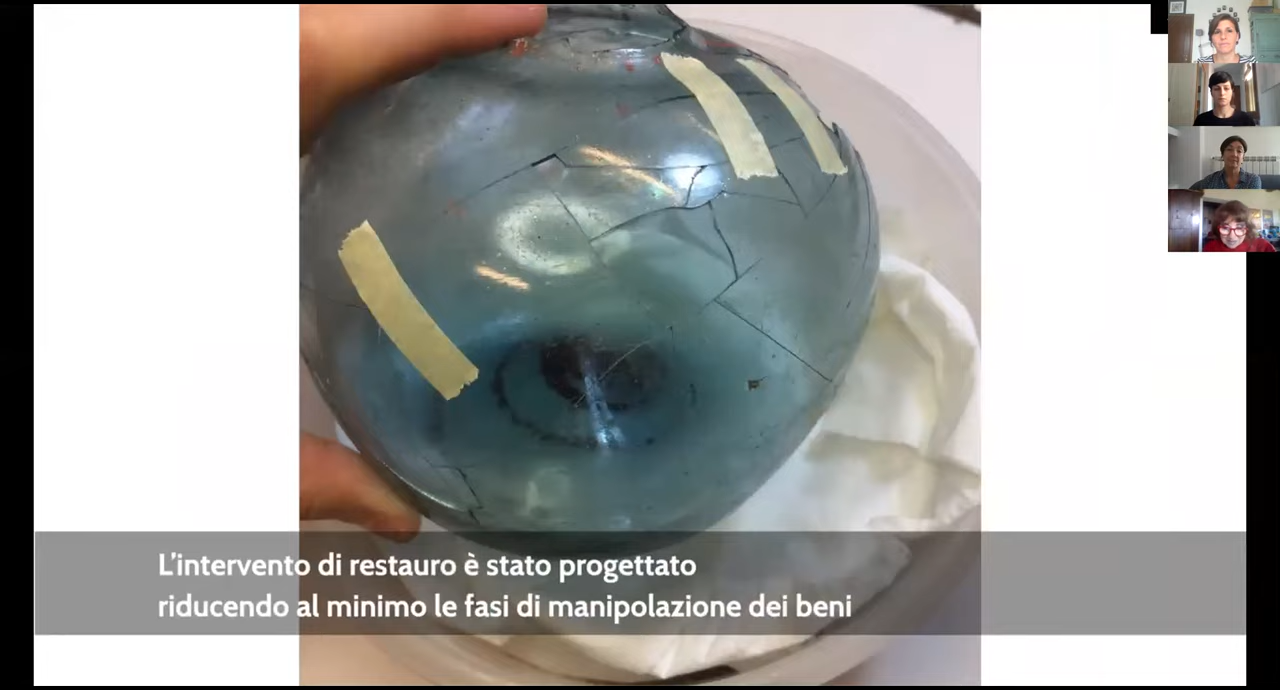 L'intervento di restauro è stato progettato
riducendo al minimo le fasi di manipolazione dei beni